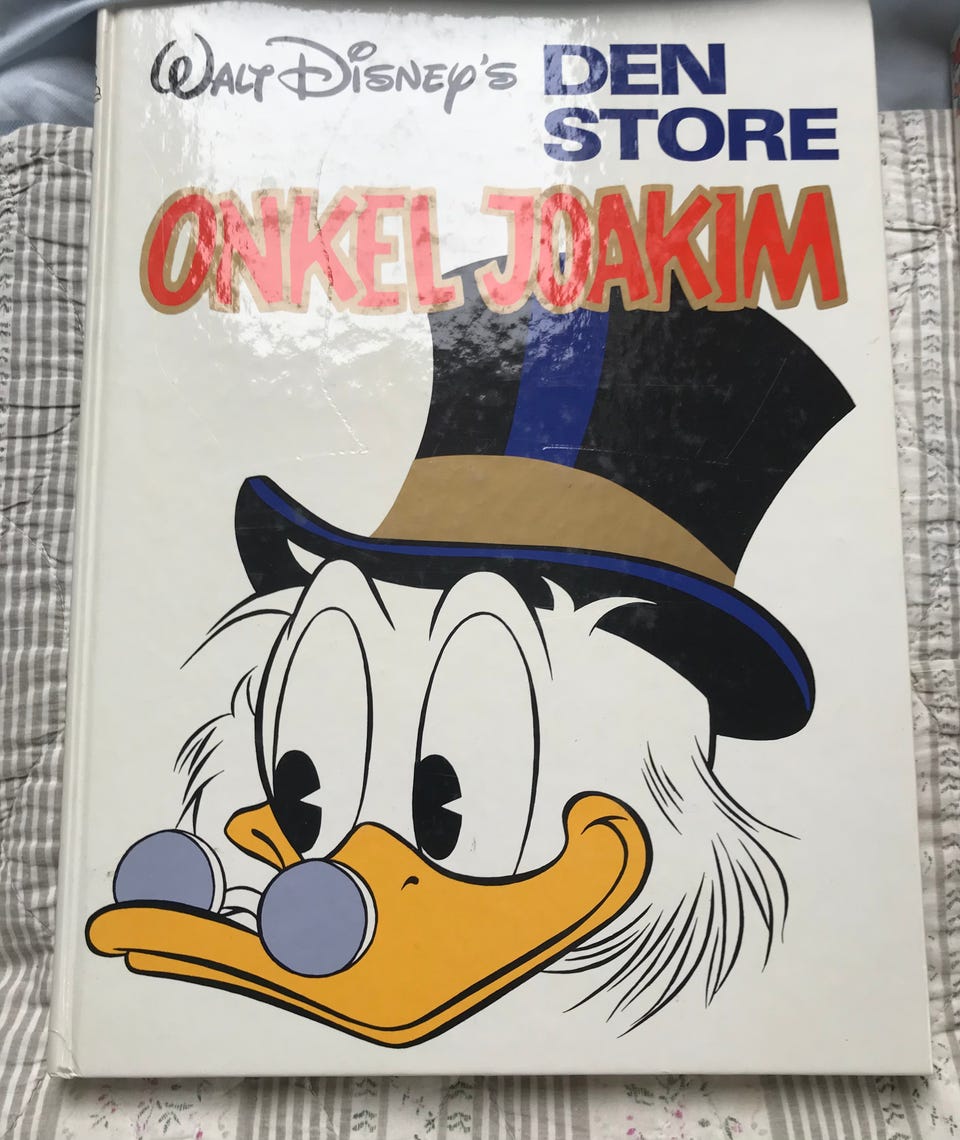 WALT DISNEY'S DEN
STORE
ONKEL JOAKIM